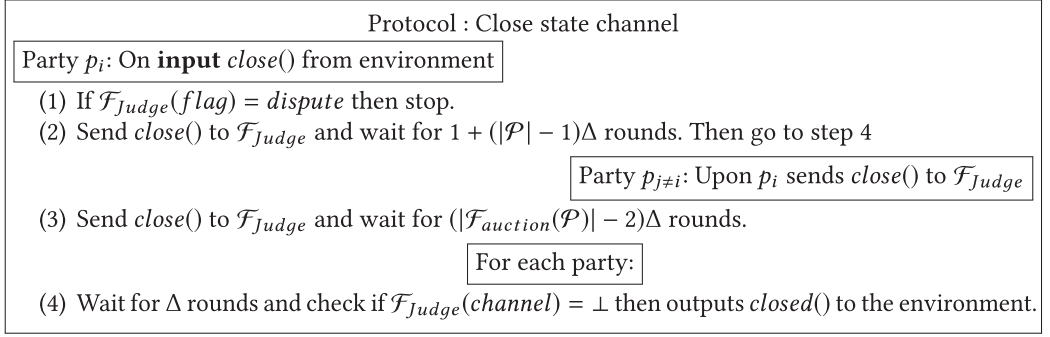 Protocol : Close state channel
Party p_i: On input close() from environment
(1) If ℱ_Judge(flag) = dispute then stop.
(2) Send close() to ℱ_Judge and wait for 1 + (|𝒫| − 1)Δ rounds. Then go to step 4
Party p_{j≠i}: Upon p_i sends close() to ℱ_Judge
(3) Send close() to ℱ_Judge and wait for (|ℱ_auction(𝒫)| − 2)Δ rounds.
For each party:
(4) Wait for Δ rounds and check if ℱ_Judge(channel) = ⊥ then outputs closed() to the environment.